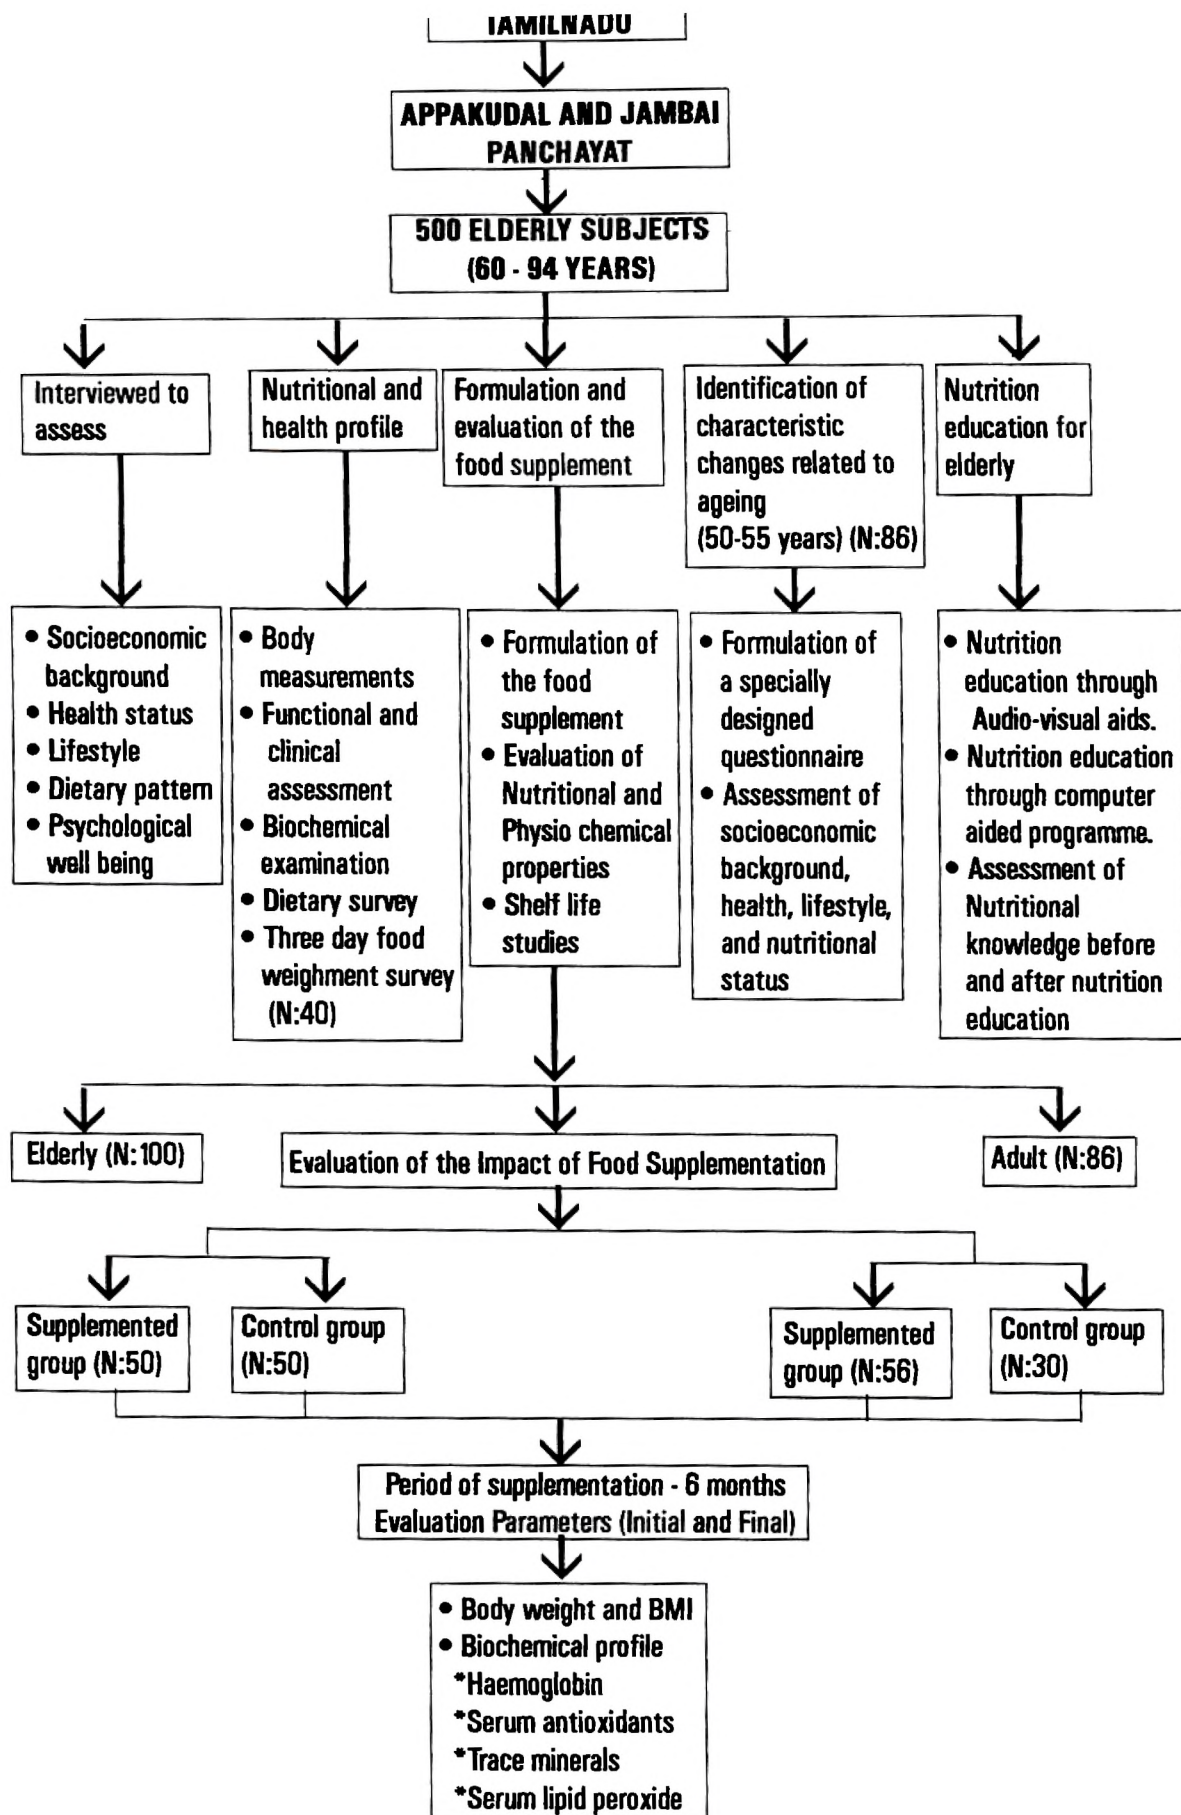 TAMILNADU
APPAKUDAL AND JAMBAI
PANCHAYAT
500 ELDERLY SUBJECTS
(60 - 94 YEARS)
Interviewed to
assess
Nutritional and
health profile
Formulation and
evaluation of the
food supplement
Identification of
characteristic
changes related to
ageing
(50-55 years) (N:86)
Nutrition
education for
elderly
• Socioeconomic
background
• Health status
• Lifestyle
• Dietary pattern
• Psychological
well being
• Body
measurements
• Functional and
clinical
assessment
• Biochemical
examination
• Dietary survey
• Three day food
weighment survey
(N:40)
• Formulation of
the food
supplement
• Evaluation of
Nutritional and
Physio chemical
properties
• Shelf life
studies
• Formulation of
a specially
designed
questionnaire
• Assessment of
socioeconomic
background,
health, lifestyle,
and nutritional
status
• Nutrition
education through
Audio-visual aids.
• Nutrition education
through computer
aided programme.
• Assessment of
Nutritional
knowledge before
and after nutrition
education
Elderly (N:100)
Evaluation of the Impact of Food Supplementation
Adult (N:86)
Supplemented
group (N:50)
Control group
(N:50)
Supplemented
group (N:56)
Control group
(N:30)
Period of supplementation - 6 months
Evaluation Parameters (Initial and Final)
• Body weight and BMI
• Biochemical profile
*Haemoglobin
*Serum antioxidants
*Trace minerals
*Serum lipid peroxide